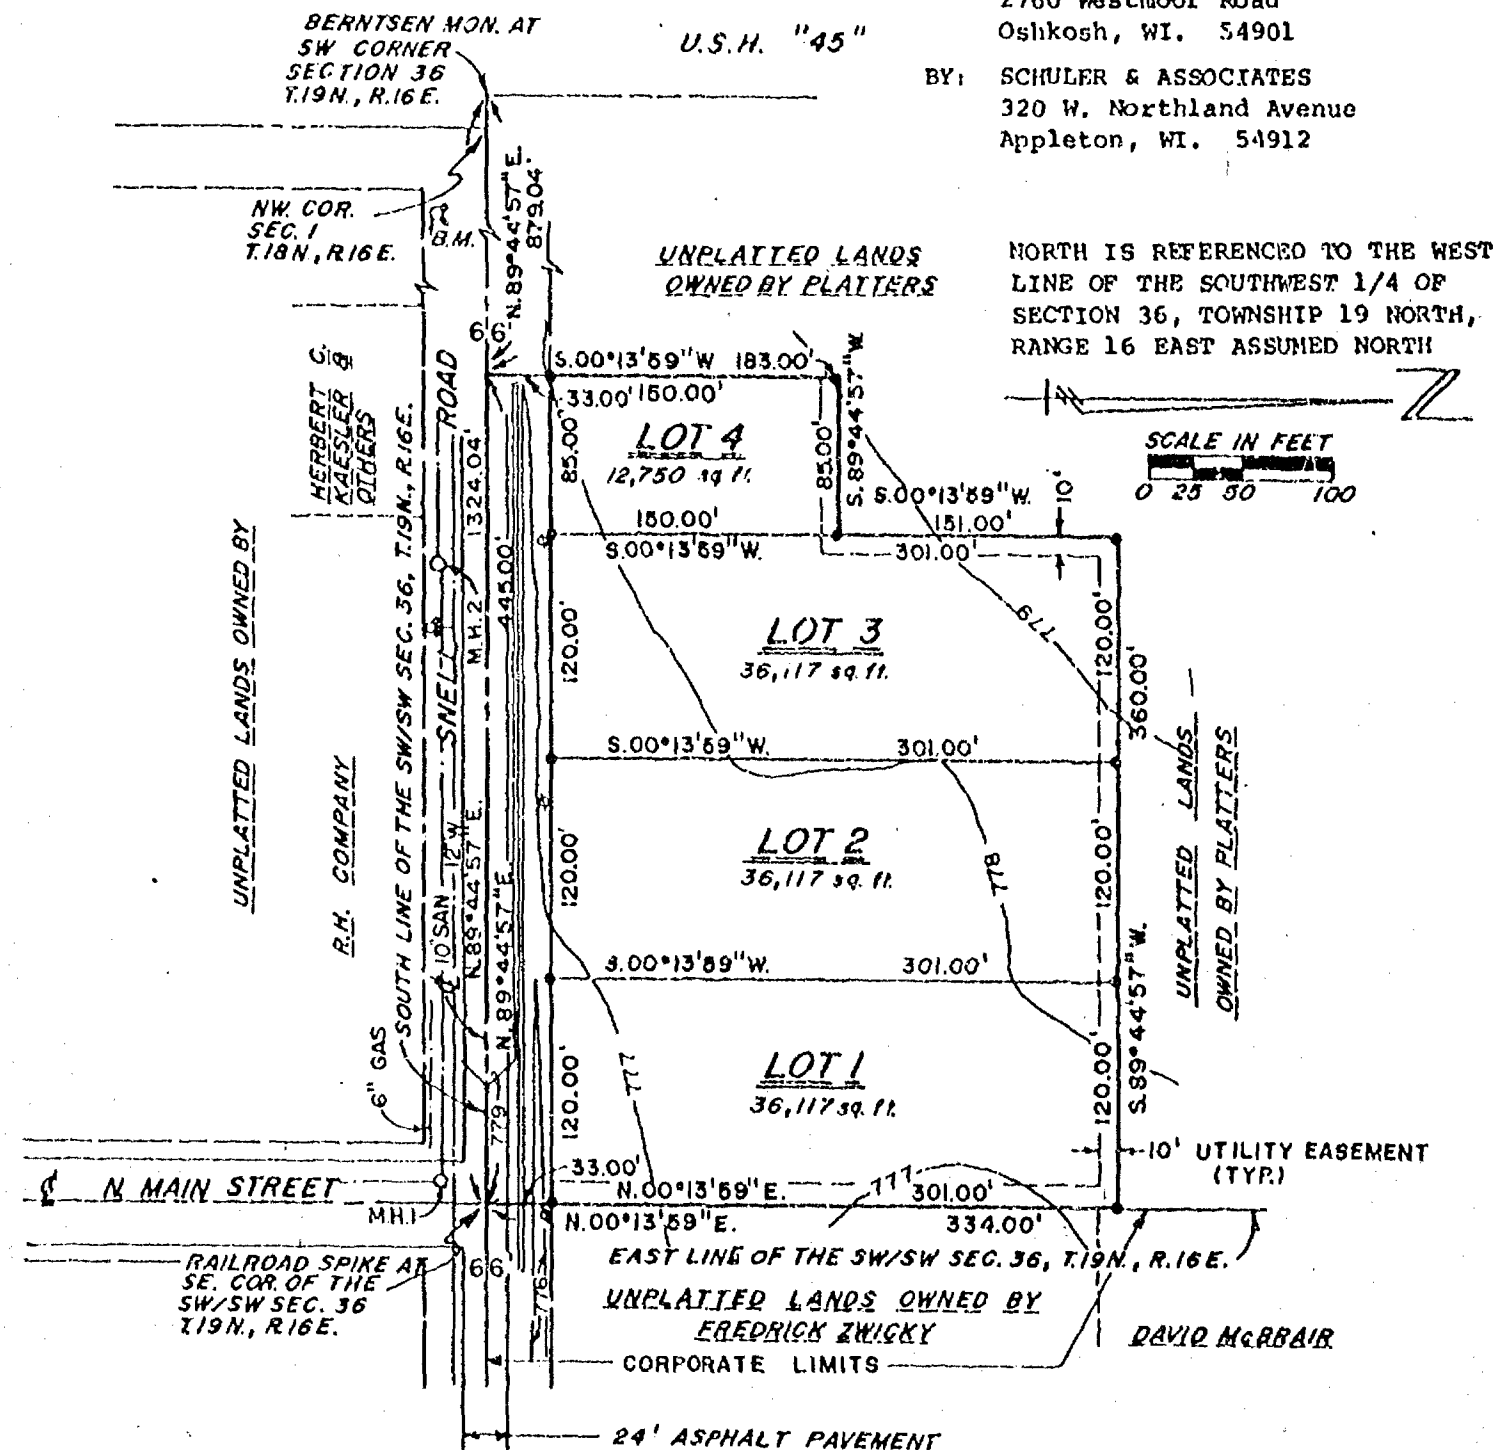 Oshkosh, WI. 54901
BY: SCHULER & ASSOCIATES
320 W. Northland Avenue
Appleton, WI. 54912
BERNTSEN MON. AT
SW CORNER
SECTION 36
T.19N., R.16E.
U.S.H. "45"
NW. COR.
SEC. 1
T.18N., R.16E.
B.M.
N.89°44'57"E.
879.04'
UNPLATTED LANDS
OWNED BY PLATTERS
NORTH IS REFERENCED TO THE WEST
LINE OF THE SOUTHWEST 1/4 OF
SECTION 36, TOWNSHIP 19 NORTH,
RANGE 16 EAST ASSUMED NORTH
SCALE IN FEET
0 25 50 100
66'
S.00°13'59"W 183.00'
33.00' 150.00'
LOT 4
12,750 sq ft.
85.00'
85.00'
S.89°44'57"W.
150.00'
S.00°13'59"W.
S.00°13'59"W.
151.00'
301.00'
10'
HERBERT G.
KAESLER &
OTHERS
UNPLATTED LANDS OWNED BY
R.H. COMPANY
SOUTH LINE OF THE SW/SW SEC. 36, T.19N., R.16E.
SNELL ROAD
1324.04'
445.00'
M.H.2
10" SAN
12" W
N.89°44'57"E.
N.89°44'57"E.
6" GAS
779
120.00'
LOT 3
36,117 sq. ft.
779
120.00'
360.00'
S.00°13'59"W. 301.00'
120.00'
LOT 2
36,117 sq. ft.
778
120.00'
UNPLATTED LANDS
OWNED BY PLATTERS
S.00°13'59"W. 301.00'
120.00'
LOT 1
36,117 sq. ft.
777
120.00'
S.89°44'57"W.
10' UTILITY EASEMENT
(TYP.)
℄ N MAIN STREET
M.H.1
33.00'
N.00°13'59"E. 777 301.00'
N.00°13'59"E. 334.00'
EAST LINE OF THE SW/SW SEC. 36, T.19N., R.16E.
RAILROAD SPIKE AT
SE. COR. OF THE
SW/SW SEC. 36
T.19N., R.16E.
66'
776
UNPLATTED LANDS OWNED BY
FREDRICK ZWICKY
DAVID McBRAIR
CORPORATE LIMITS
24' ASPHALT PAVEMENT